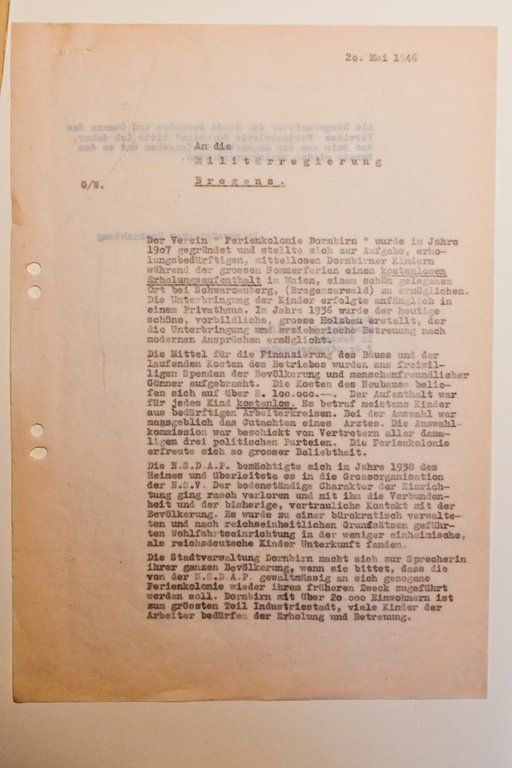 20. Mai 1946
An die
Militärregierung
G/W.
Bregenz.
Der Verein " Ferienkolonie Dornbirn " wurde im Jahre
1907 gegründet und stellte sich zur Aufgabe, erho-
lungsbedürftigen, mittellosen Dornbirner Kindern
während der grossen Sommerferien einen kostenlosen
Erholungsaufenthalt in Maien, einem schön gelegenen
Ort bei Schwarzenberg, (Bregenzerwald) zu ermöglichen.
Die Unterbringung der Kinder erfolgte anfänglich in
einem Privathaus. Im Jahre 1936 wurde der heutige
schöne, vorbildliche, grosse Holzbau erstellt, der
die Unterbringung und erzieherische Betreuung nach
modernen Ansprüchen ermöglicht.
Die Mittel für die Finanzierung des Baues und der
laufenden Kosten des Betriebes wurden aus freiwil-
ligen Spenden der Bevölkerung und menschenfreundlicher
Gönner aufgebracht. Die Kosten des Neubaues belie-
fen sich auf über S. 100.000.--. Der Aufenthalt war
für jedes Kind kostenlos. Es betraf meistens Kinder
aus bedürftigen Arbeiterkreisen. Bei der Auswahl war
massgeblich das Gutachten eines Arztes. Die Auswahl-
kommission war beschickt von Vertretern aller dama-
ligen drei politischen Parteien. Die Ferienkolonie
erfreute sich so grosser Beliebtheit.
Die N.S.D.A.P. bemächtigte sich im Jahre 1938 des
Heimes und überleitete es in die Grossorganisation
der N.S.V. Der bodenständige Charakter der Einrich-
tung ging rasch verloren und mit ihm die Verbunden-
heit und der bisherige, vertrauliche Kontakt mit der
Bevölkerung. Es wurde zu einer bürokratisch verwalte-
ten und nach reichseinheitlichen Grundsätzen geführ-
ten Wohlfahrtseinrichtung in der weniger einheimische,
als reichsdeutsche Kinder Unterkunft fanden.
Die Stadtverwaltung Dornbirn macht sich zur Sprecherin
ihrer ganzen Bevölkerung, wenn sie bittet, dass die
von der N.S.D.A.P. gewaltmässig an sich gezogene
Ferienkolonie wieder ihrem früheren Zweck zugeführt
werden soll. Dornbirn mit über 20 000 Einwohnern ist
zum grössten Teil Industriestadt, viele Kinder der
Arbeiter bedürfen der Erholung und Betreuung.